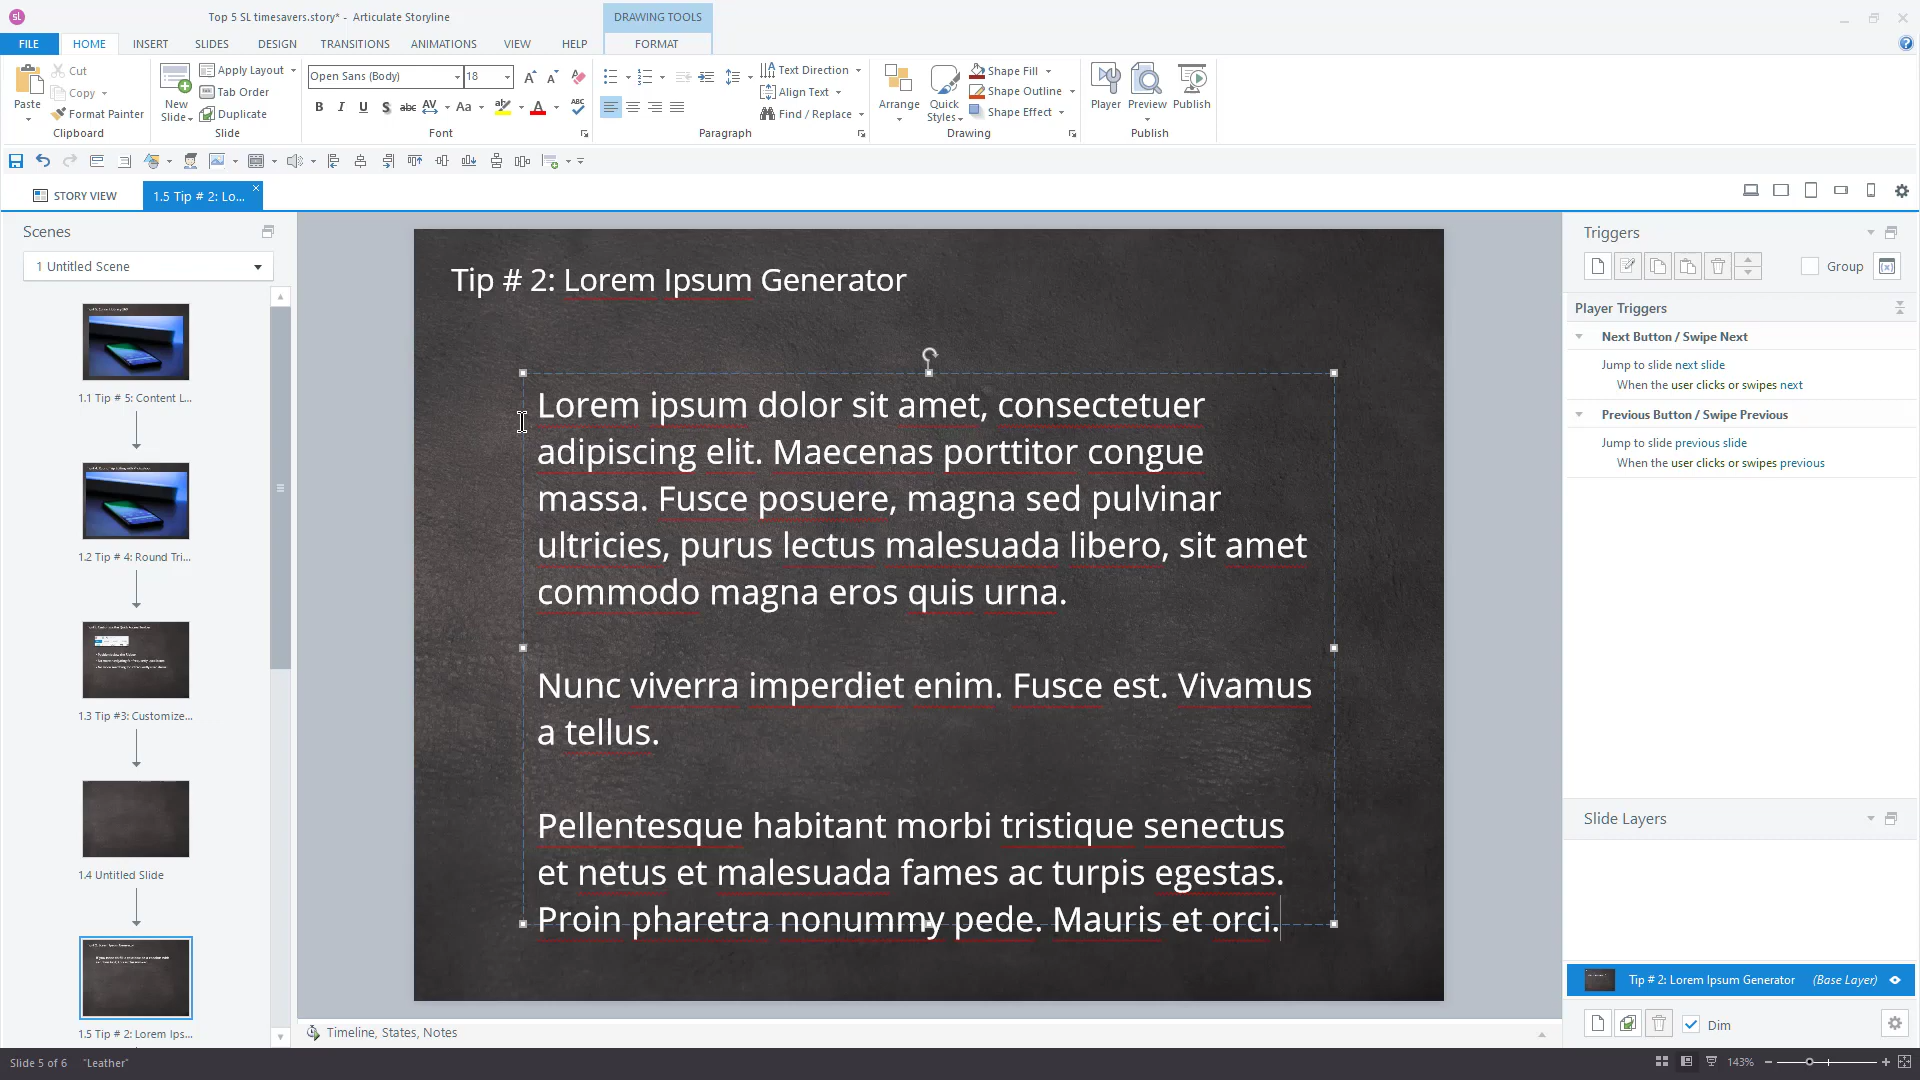 Top 5 SL timesavers.story* - Articulate Storyline
DRAWING TOOLS
FILE HOME INSERT SLIDES DESIGN TRANSITIONS ANIMATIONS VIEW HELP FORMAT
Paste
Cut
Copy
Format Painter
Clipboard
New Slide
Apply Layout
Tab Order
Duplicate
Slide
Open Sans (Body) 18
B I U S abc AV Aa ab A ABC
Font
Text Direction
Align Text
Find / Replace
Paragraph
Arrange
Quick Styles
Shape Fill
Shape Outline
Shape Effect
Drawing
Player
Preview
Publish
Publish
STORY VIEW
1.5 Tip # 2: Lo...
Scenes
1 Untitled Scene
1.1 Tip # 5: Content L...
1.2 Tip # 4: Round Tri...
1.3 Tip #3: Customize...
1.4 Untitled Slide
1.5 Tip # 2: Lorem Ips...
Tip # 2: Lorem Ipsum Generator
Lorem ipsum dolor sit amet, consectetuer
adipiscing elit. Maecenas porttitor congue
massa. Fusce posuere, magna sed pulvinar
ultricies, purus lectus malesuada libero, sit amet
commodo magna eros quis urna.
Nunc viverra imperdiet enim. Fusce est. Vivamus
a tellus.
Pellentesque habitant morbi tristique senectus
et netus et malesuada fames ac turpis egestas.
Proin pharetra nonummy pede. Mauris et orci.
Timeline, States, Notes
Triggers
Group
Player Triggers
Next Button / Swipe Next
Jump to slide next slide
When the user clicks or swipes next
Previous Button / Swipe Previous
Jump to slide previous slide
When the user clicks or swipes previous
Slide Layers
Tip # 2: Lorem Ipsum Generator (Base Layer)
Dim
Slide 5 of 6 "Leather"
143%